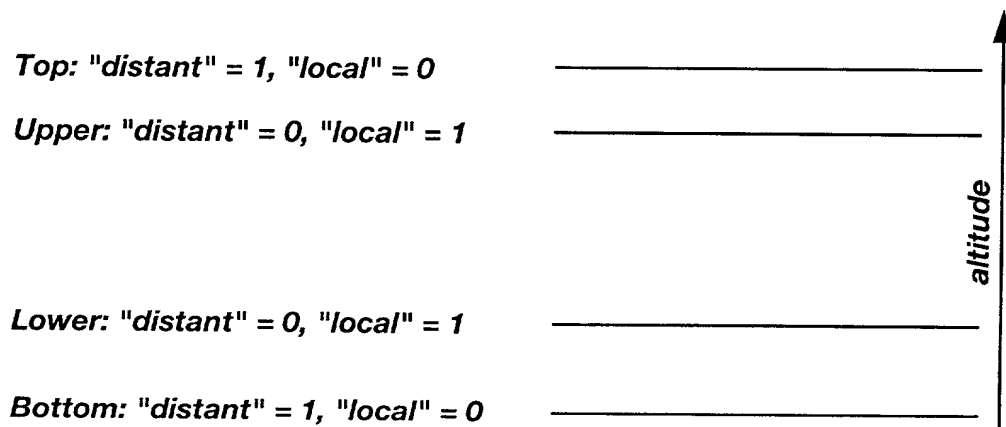 Top: "distant" = 1, "local" = 0
Upper: "distant" = 0, "local" = 1
altitude
Lower: "distant" = 0, "local" = 1
Bottom: "distant" = 1, "local" = 0